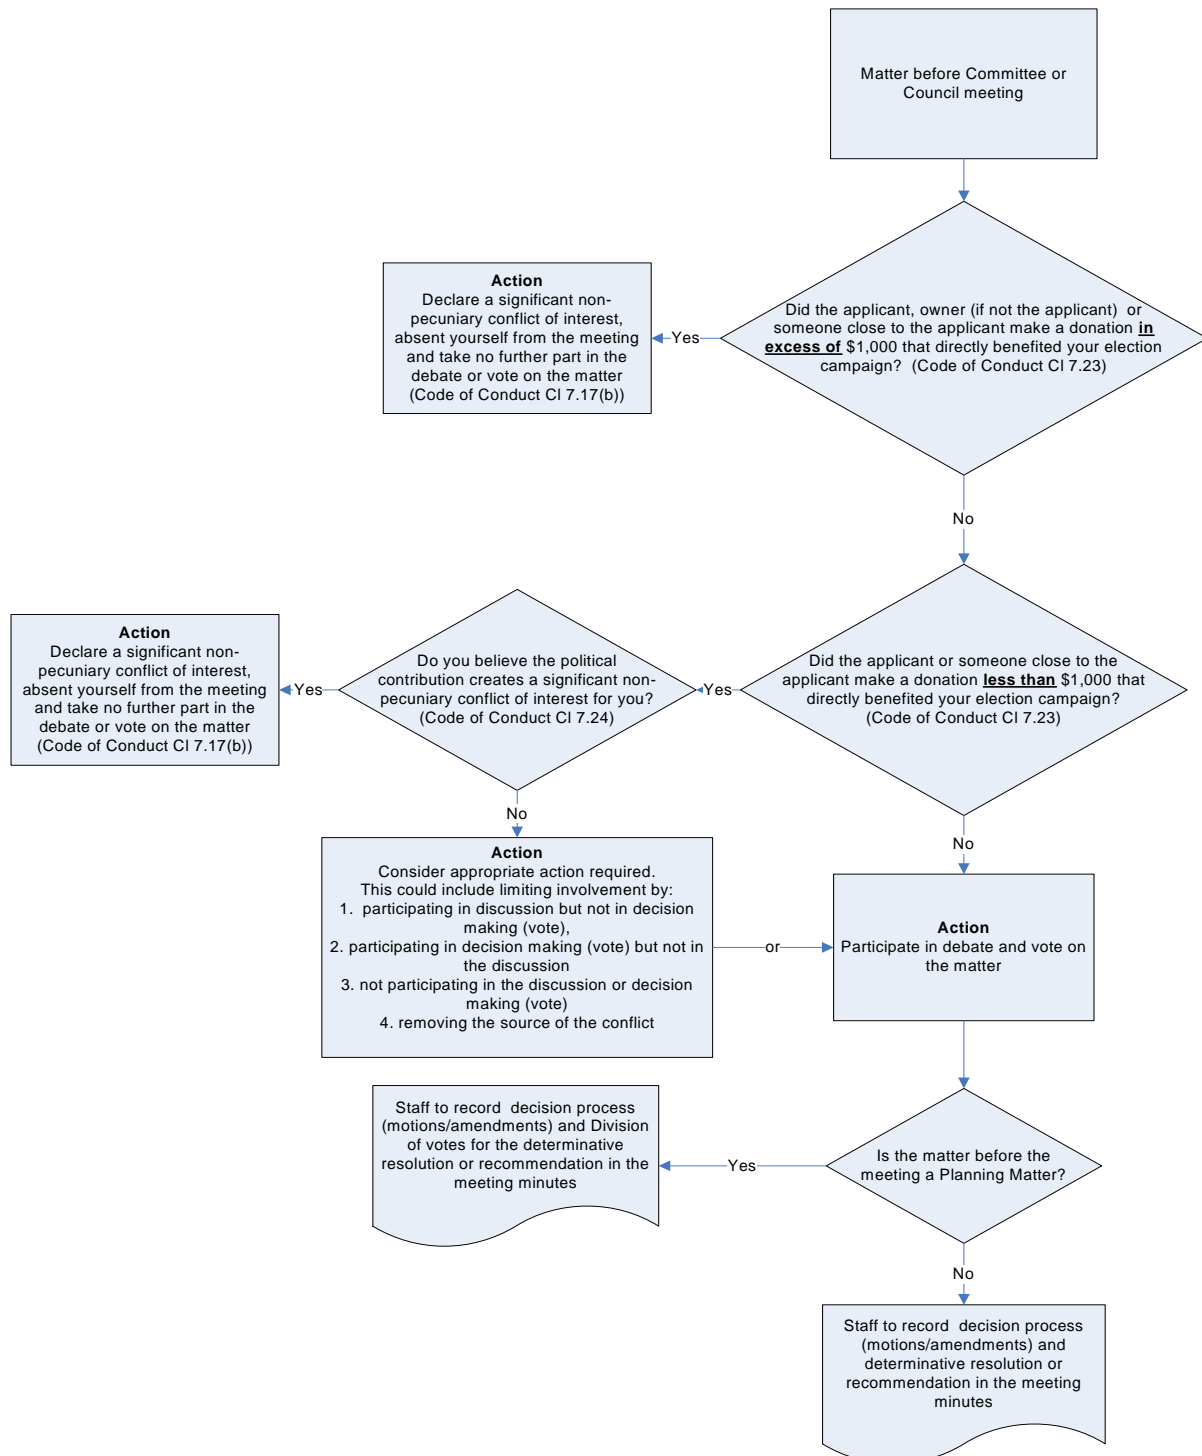 Matter before Committee or
Council meeting
Did the applicant, owner (if not the applicant)  or
someone close to the applicant make a donation in
excess of $1,000 that directly benefited your election
campaign?  (Code of Conduct Cl 7.23)
Yes
Action
Declare a significant non-
pecuniary conflict of interest,
absent yourself from the meeting
and take no further part in the
debate or vote on the matter
(Code of Conduct Cl 7.17(b))
No
Did the applicant or someone close to the
applicant make a donation less than $1,000 that
directly benefited your election campaign?
(Code of Conduct Cl 7.23)
Yes
Do you believe the political
contribution creates a significant non-
pecuniary conflict of interest for you?
(Code of Conduct Cl 7.24)
Yes
Action
Declare a significant non-
pecuniary conflict of interest,
absent yourself from the meeting
and take no further part in the
debate or vote on the matter
(Code of Conduct Cl 7.17(b))
No
Action
Consider appropriate action required.
This could include limiting involvement by:
1.  participating in discussion but not in decision
making (vote),
2. participating in decision making (vote) but not in
the discussion
3. not participating in the discussion or decision
making (vote)
4. removing the source of the conflict
or
No
Action
Participate in debate and vote on
the matter
Is the matter before the
meeting a Planning Matter?
Yes
Staff to record  decision process
(motions/amendments) and Division
of votes for the determinative
resolution or recommendation in the
meeting minutes
No
Staff to record  decision process
(motions/amendments) and
determinative resolution or
recommendation in the meeting
minutes